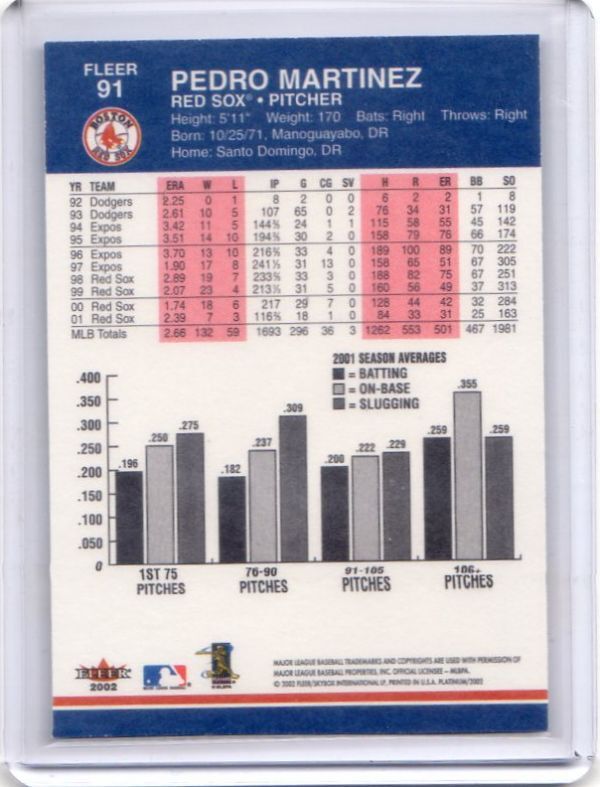 FLEER
91
PEDRO MARTINEZ
RED SOX® • PITCHER
Height: 5'11" Weight: 170 Bats: Right Throws: Right
Born: 10/25/71, Manoguayabo, DR
Home: Santo Domingo, DR
BOSTON
RED SOX
YR TEAM ERA W L IP G CG SV H R ER BB SO
92 Dodgers 2.25 0 1 8 2 0 0 6 2 2 1 8
93 Dodgers 2.61 10 5 107 65 0 2 76 34 31 57 119
94 Expos 3.42 11 5 144⅔ 24 1 1 115 58 55 45 142
95 Expos 3.51 14 10 194⅔ 30 2 0 158 79 76 66 174
96 Expos 3.70 13 10 216⅔ 33 4 0 189 100 89 70 222
97 Expos 1.90 17 8 241⅓ 31 13 0 158 65 51 67 305
98 Red Sox 2.89 19 7 233⅔ 33 3 0 188 82 75 67 251
99 Red Sox 2.07 23 4 213⅓ 31 5 0 160 56 49 37 313
00 Red Sox 1.74 18 6 217 29 7 0 128 44 42 32 284
01 Red Sox 2.39 7 3 116⅔ 18 1 0 84 33 31 25 163
MLB Totals 2.66 132 59 1693 296 36 3 1262 553 501 467 1981
2001 SEASON AVERAGES
= BATTING
= ON-BASE
= SLUGGING
.400
.350
.300
.250
.200
.150
.100
.050
0
.196 .250 .275
.182 .237 .309
.200 .222 .229
.259 .355 .259
1ST 75 PITCHES
76-90 PITCHES
91-105 PITCHES
106+ PITCHES
FLEER
2002
MAJOR LEAGUE BASEBALL TRADEMARKS AND COPYRIGHTS ARE USED WITH PERMISSION OF
MAJOR LEAGUE BASEBALL PROPERTIES, INC. OFFICIAL LICENSEE – MLBPA.
© 2002 FLEER/SKYBOX INTERNATIONAL LP, PRINTED IN U.S.A. PLATINUM/2002